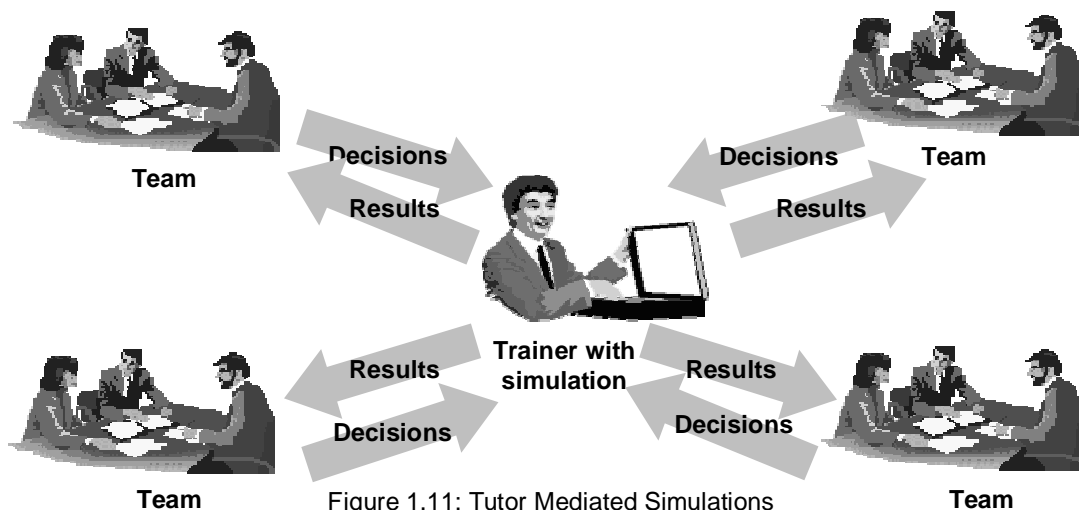 Decisions
Decisions
Team
Team
Results
Results
Trainer with
simulation
Results
Results
Decisions
Decisions
Team
Figure 1.11: Tutor Mediated Simulations
Team